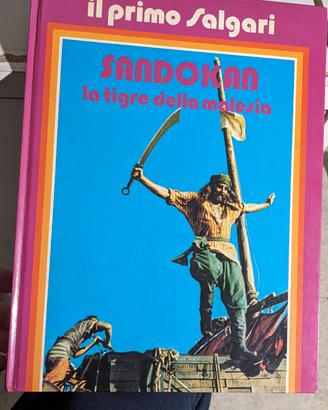 il primo Salgari
SANDOKAN
la tigre della malesia